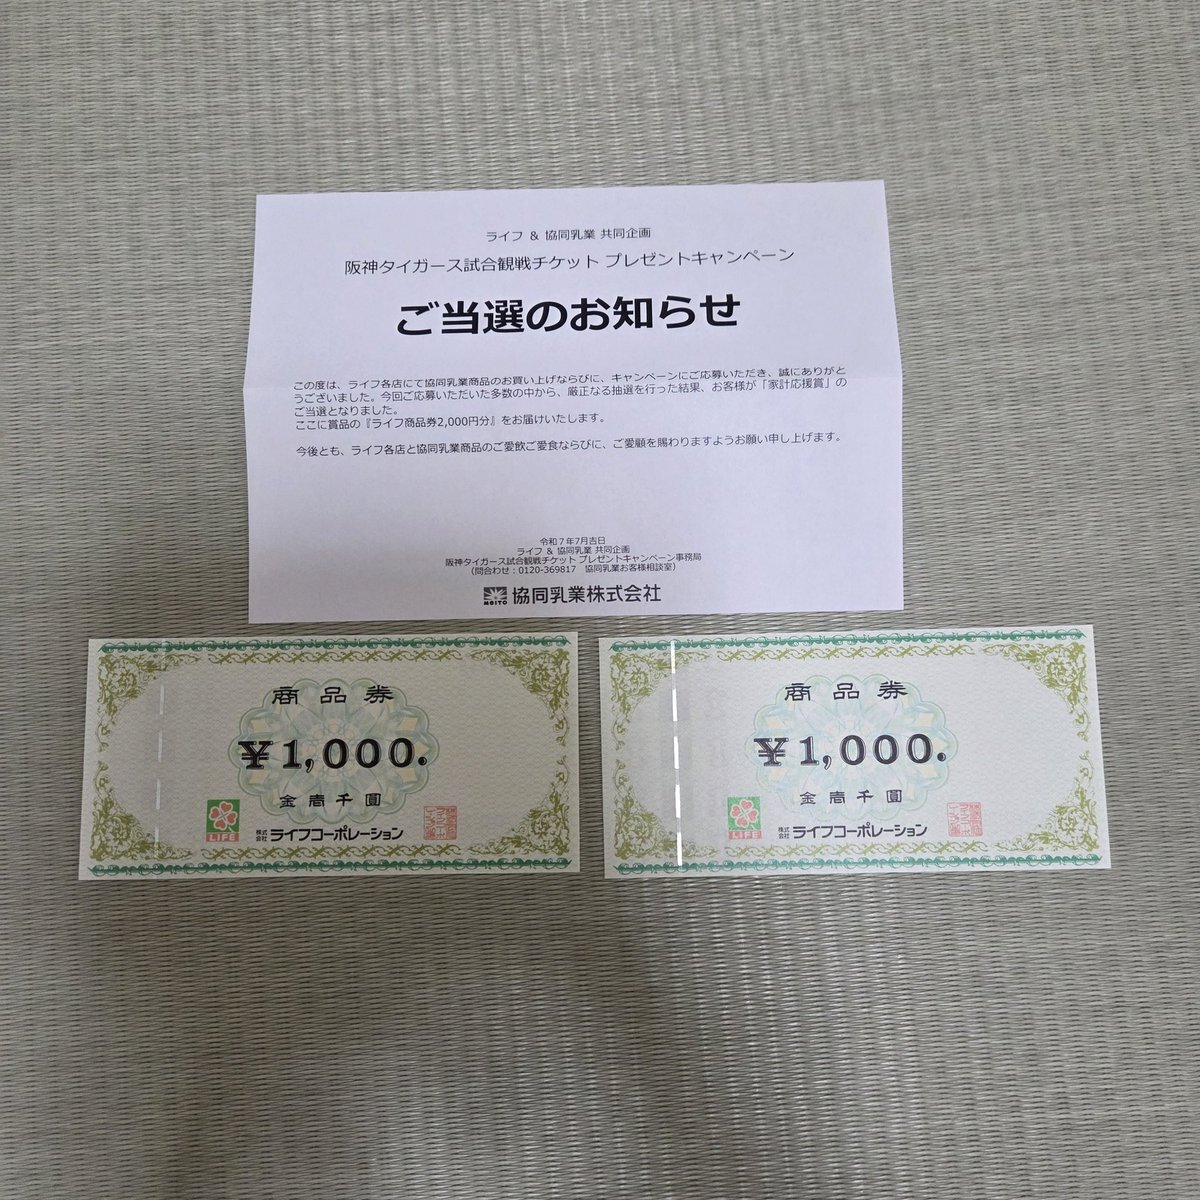 ライフ ＆ 協同乳業 共同企画
阪神タイガース試合観戦チケット プレゼントキャンペーン
ご当選のお知らせ
この度は、ライフ各店にて協同乳業商品のお買い上げならびに、キャンペーンにご応募いただき、誠にありがと
うございました。今回ご応募いただいた多数の中から、厳正なる抽選を行った結果、お客様が「家計応援賞」の
ご当選となりました。
ここに賞品の『ライフ商品券2,000円分』をお届けいたします。
今後とも、ライフ各店と協同乳業商品のご愛飲ご愛食ならびに、ご愛顧を賜わりますようお願い申し上げます。
令和７年7月吉日
ライフ ＆ 協同乳業 共同企画
阪神タイガース試合観戦チケット プレゼントキャンペーン事務局
（問合わせ：0120-369817　協同乳業お客様相談室）
MEITO 協同乳業株式会社
商品券
￥1,000.
金壱千圓
LIFE 株式会社 ライフコーポレーション
商品券
￥1,000.
金壱千圓
LIFE 株式会社 ライフコーポレーション